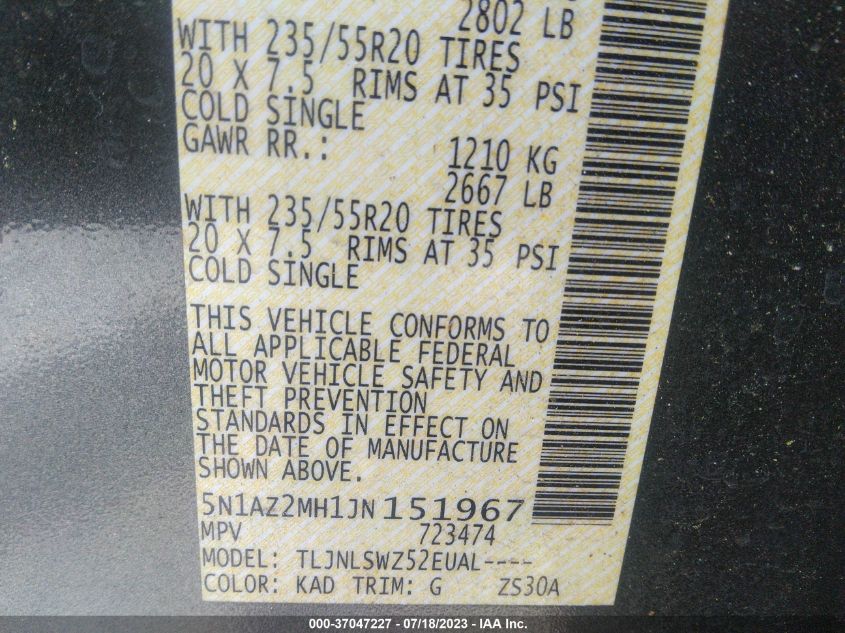 2802 LB
WITH 235/55R20 TIRES
20 X 7.5 RIMS AT 35 PSI
COLD SINGLE
GAWR RR.: 1210 KG
2667 LB
WITH 235/55R20 TIRES
20 X 7.5 RIMS AT 35 PSI
COLD SINGLE
THIS VEHICLE CONFORMS TO
ALL APPLICABLE FEDERAL
MOTOR VEHICLE SAFETY AND
THEFT PREVENTION
STANDARDS IN EFFECT ON
THE DATE OF MANUFACTURE
SHOWN ABOVE.
5N1AZ2MH1JN151967
MPV 723474
MODEL: TLJNLSWZ52EUAL----
COLOR: KAD TRIM: G ZS30A
000-37047227 - 07/18/2023 - IAA Inc.